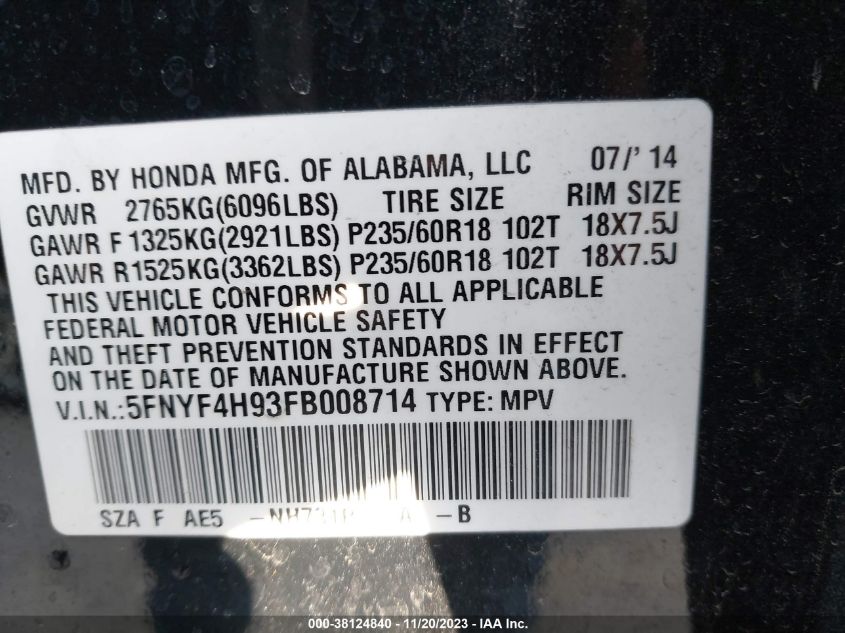 MFD. BY HONDA MFG. OF ALABAMA, LLC 07/' 14
GVWR 2765KG(6096LBS) TIRE SIZE RIM SIZE
GAWR F 1325KG(2921LBS) P235/60R18 102T 18X7.5J
GAWR R1525KG(3362LBS) P235/60R18 102T 18X7.5J
THIS VEHICLE CONFORMS TO ALL APPLICABLE
FEDERAL MOTOR VEHICLE SAFETY
AND THEFT PREVENTION STANDARDS IN EFFECT
ON THE DATE OF MANUFACTURE SHOWN ABOVE.
V.I.N.:5FNYF4H93FB008714 TYPE: MPV
SZA F AE5 A -B
000-38124840 - 11/20/2023 - IAA Inc.